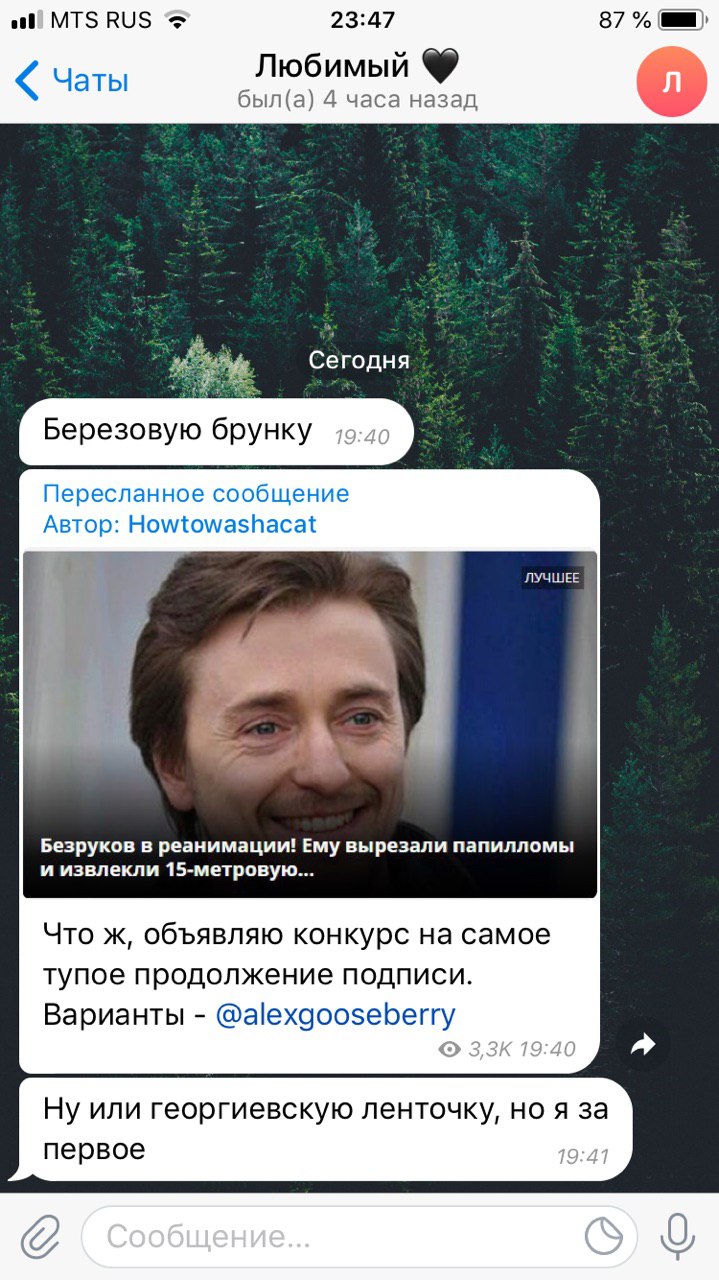 MTS RUS 23:47 87 %
Чаты
Любимый 🖤
был(а) 4 часа назад
Л
Сегодня
Березовую брунку 19:40
Пересланное сообщение
Автор: Howtowashacat
ЛУЧШЕЕ
Безруков в реанимации! Ему вырезали папилломы
и извлекли 15-метровую...
Что ж, объявляю конкурс на самое
тупое продолжение подписи.
Варианты - @alexgooseberry
3,3K 19:40
Ну или георгиевскую ленточку, но я за
первое 19:41
Сообщение...